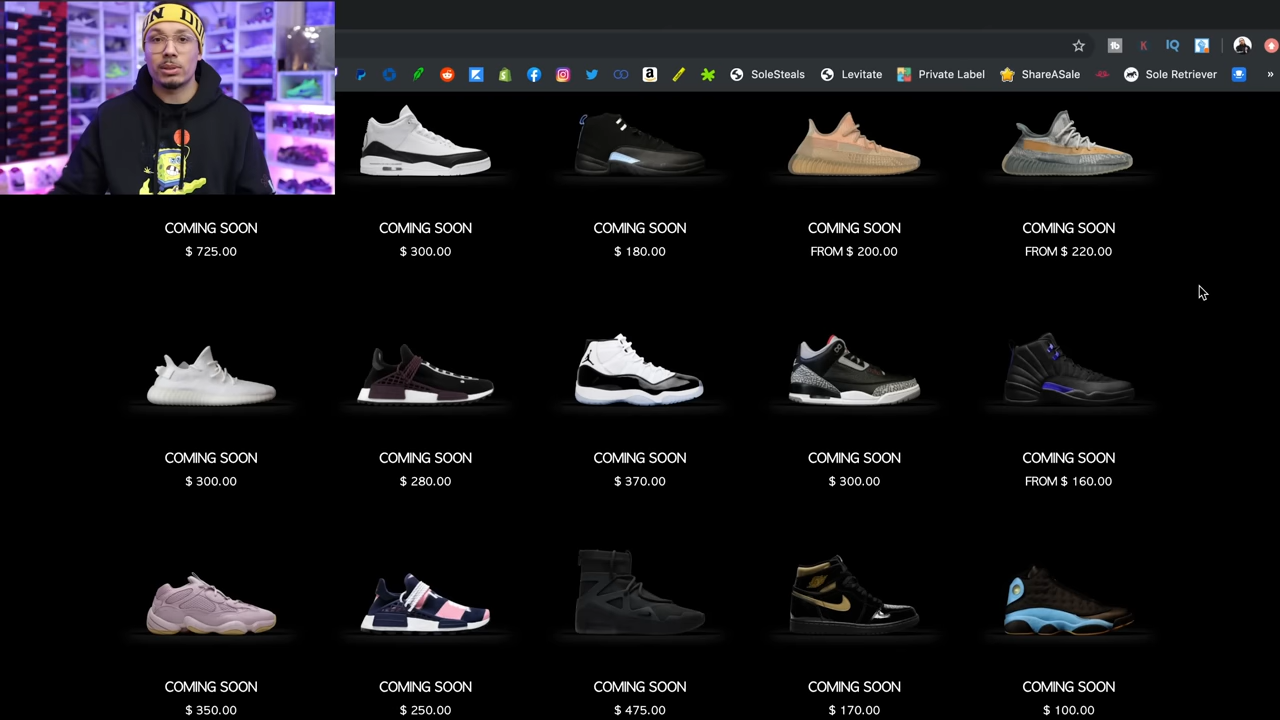 SoleSteals Levitate Private Label ShareASale Sole Retriever »
COMING SOON COMING SOON COMING SOON COMING SOON COMING SOON
$ 725.00 $ 300.00 $ 180.00 FROM $ 200.00 FROM $ 220.00
COMING SOON COMING SOON COMING SOON COMING SOON COMING SOON
$ 300.00 $ 280.00 $ 370.00 $ 300.00 FROM $ 160.00
COMING SOON COMING SOON COMING SOON COMING SOON COMING SOON
$ 350.00 $ 250.00 $ 475.00 $ 170.00 $ 100.00